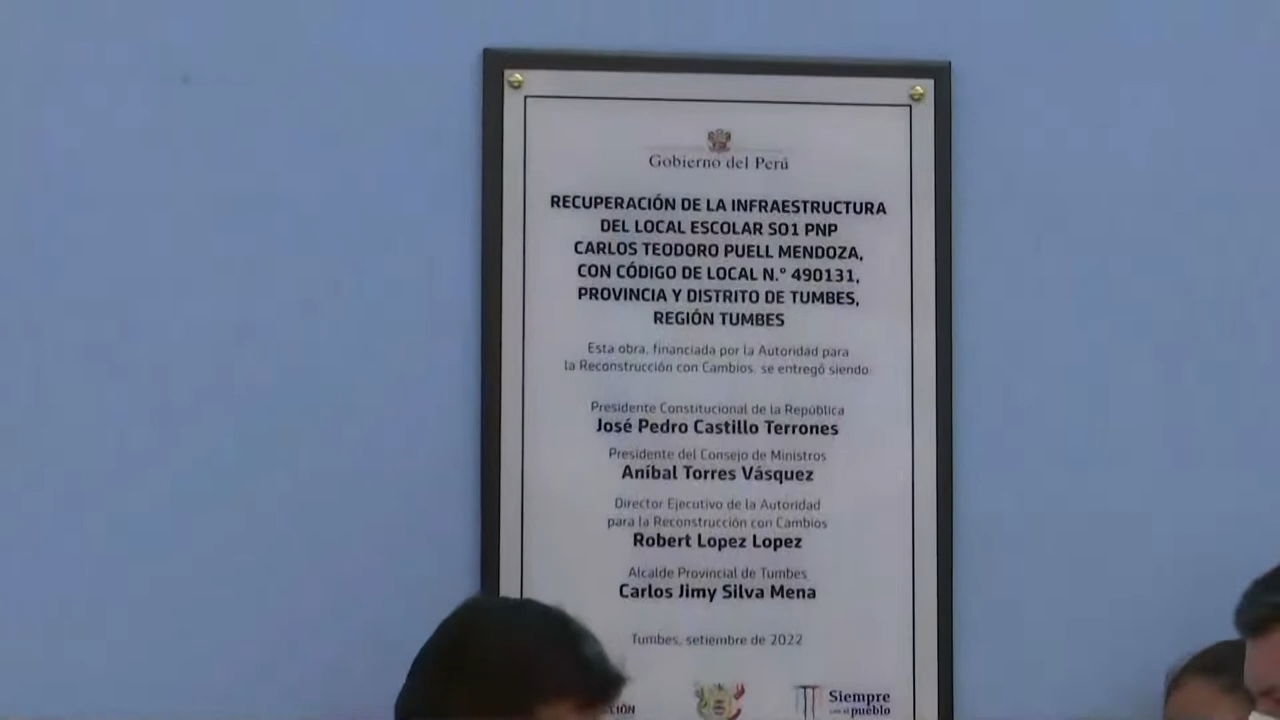 Gobierno del Perú
RECUPERACIÓN DE LA INFRAESTRUCTURA
DEL LOCAL ESCOLAR SO1 PNP
CARLOS TEODORO PUELL MENDOZA,
CON CÓDIGO DE LOCAL N.° 490131,
PROVINCIA Y DISTRITO DE TUMBES,
REGIÓN TUMBES
Esta obra, financiada por la Autoridad para
la Reconstrucción con Cambios, se entregó siendo
Presidente Constitucional de la República
José Pedro Castillo Terrones
Presidente del Consejo de Ministros
Aníbal Torres Vásquez
Director Ejecutivo de la Autoridad
para la Reconstrucción con Cambios
Robert Lopez Lopez
Alcalde Provincial de Tumbes
Carlos Jimy Silva Mena
Tumbes, setiembre de 2022
Siempre
con el pueblo